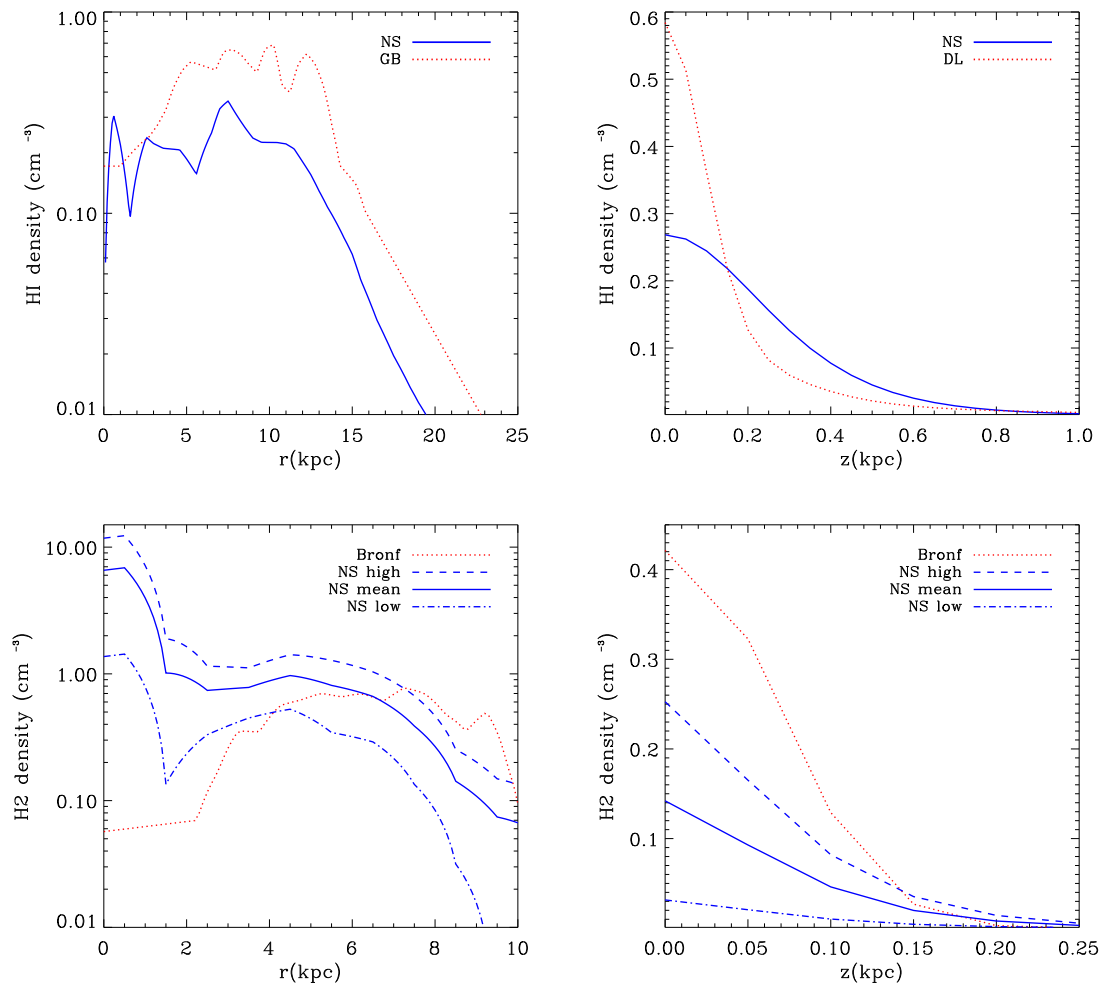 1.00
0.10
0.01
HI density (cm ⁻³)
NS
GB
0 5 10 15 20 25
r(kpc)
0.6
0.5
0.4
0.3
0.2
0.1
HI density (cm ⁻³)
NS
DL
0.0 0.2 0.4 0.6 0.8 1.0
z(kpc)
10.00
1.00
0.10
0.01
H2 density (cm ⁻³)
Bronf
NS high
NS mean
NS low
0 2 4 6 8 10
r(kpc)
0.4
0.3
0.2
0.1
H2 density (cm ⁻³)
Bronf
NS high
NS mean
NS low
0.00 0.05 0.10 0.15 0.20 0.25
z(kpc)